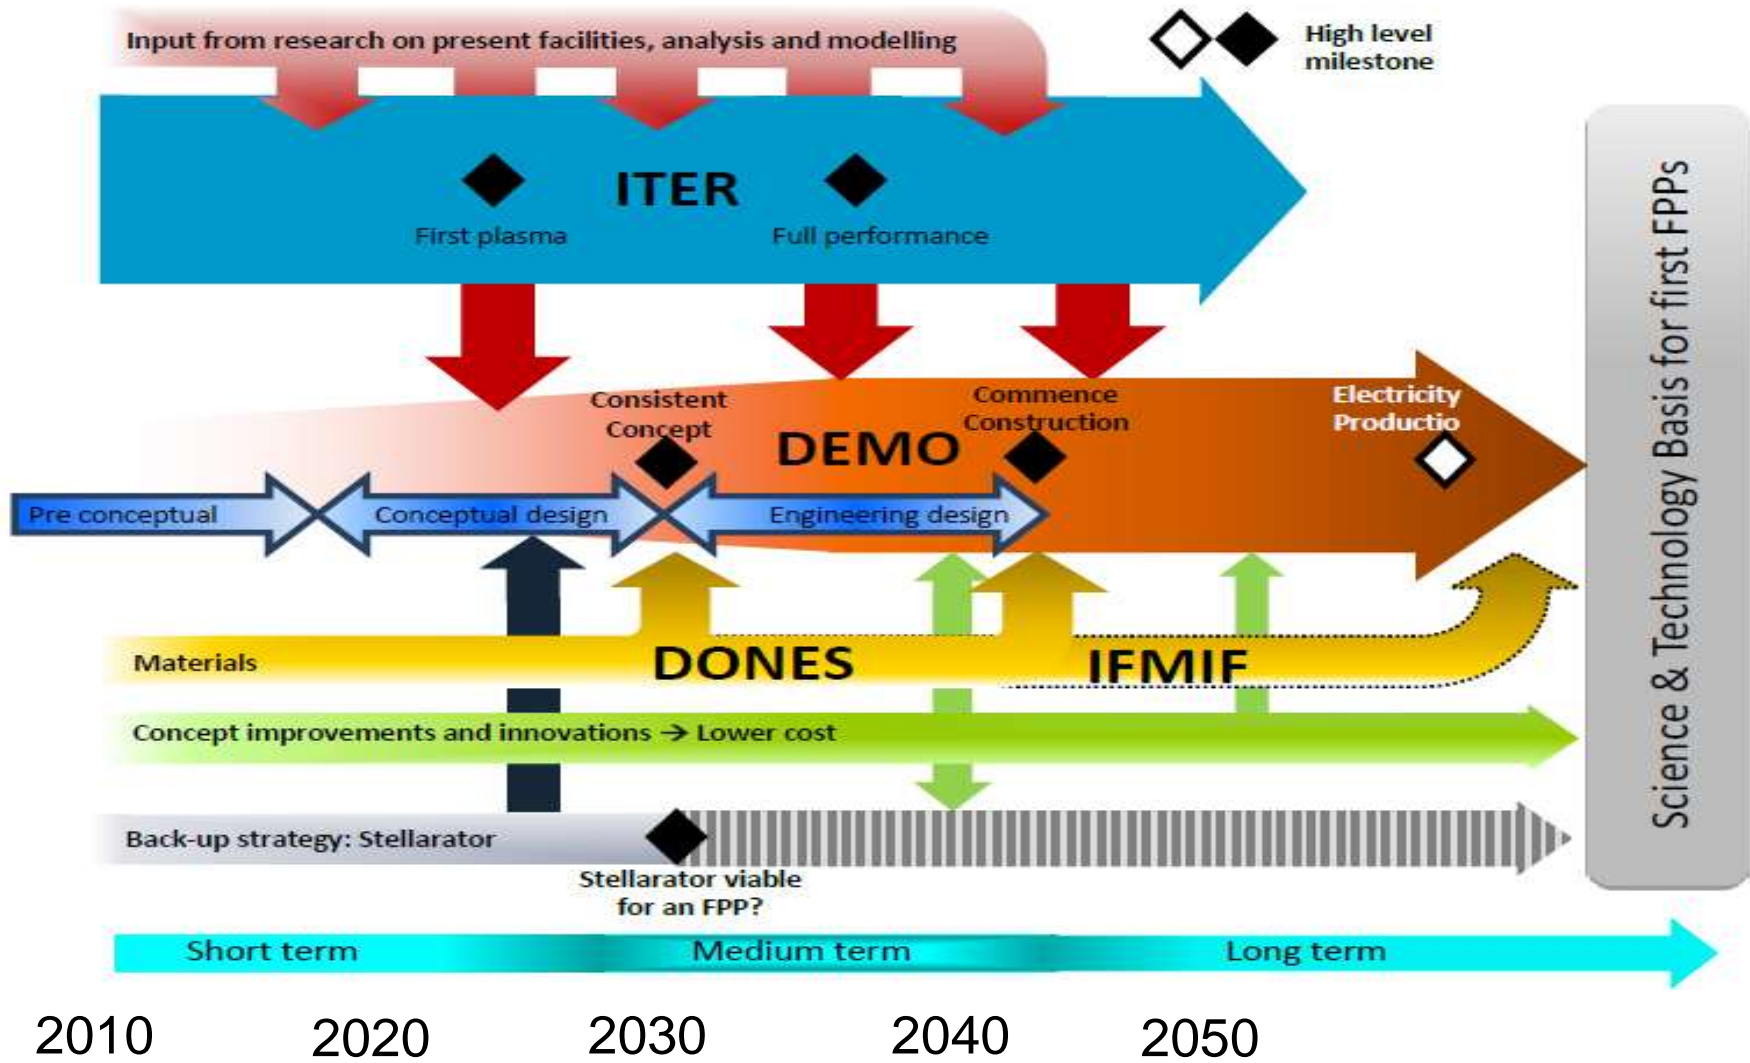 Input from research on present facilities, analysis and modelling
High level
milestone
ITER
First plasma
Full performance
Consistent
Concept
DEMO
Commence
Construction
Electricity
Productio
Pre conceptual
Conceptual design
Engineering design
Materials
DONES
IFMIF
Concept improvements and innovations → Lower cost
Back-up strategy: Stellarator
Stellarator viable
for an FPP?
Short term
Medium term
Long term
2010
2020
2030
2040
2050
Science & Technology Basis for first FPPs